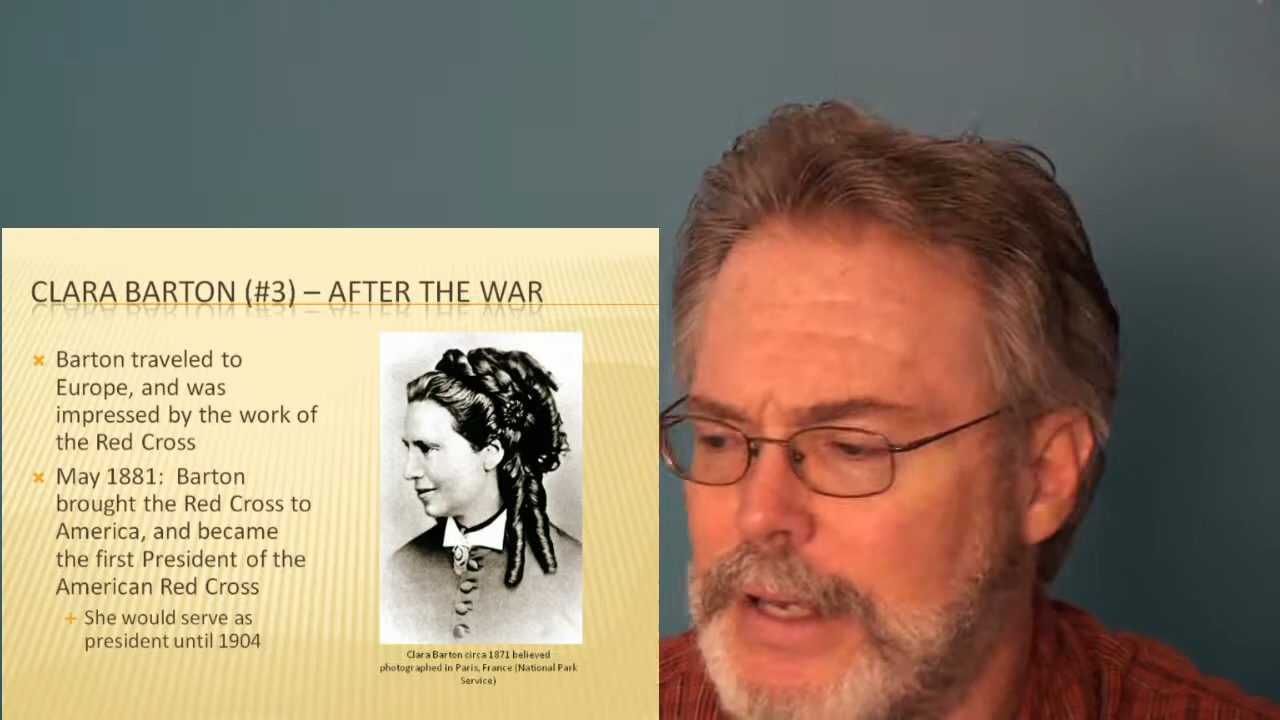 CLARA BARTON (#3) – AFTER THE WAR
Barton traveled to
Europe, and was
impressed by the work of
the Red Cross
May 1881: Barton
brought the Red Cross to
America, and became
the first President of the
American Red Cross
She would serve as
president until 1904
Clara Barton circa 1871 believed
photographed in Paris, France (National Park
Service)